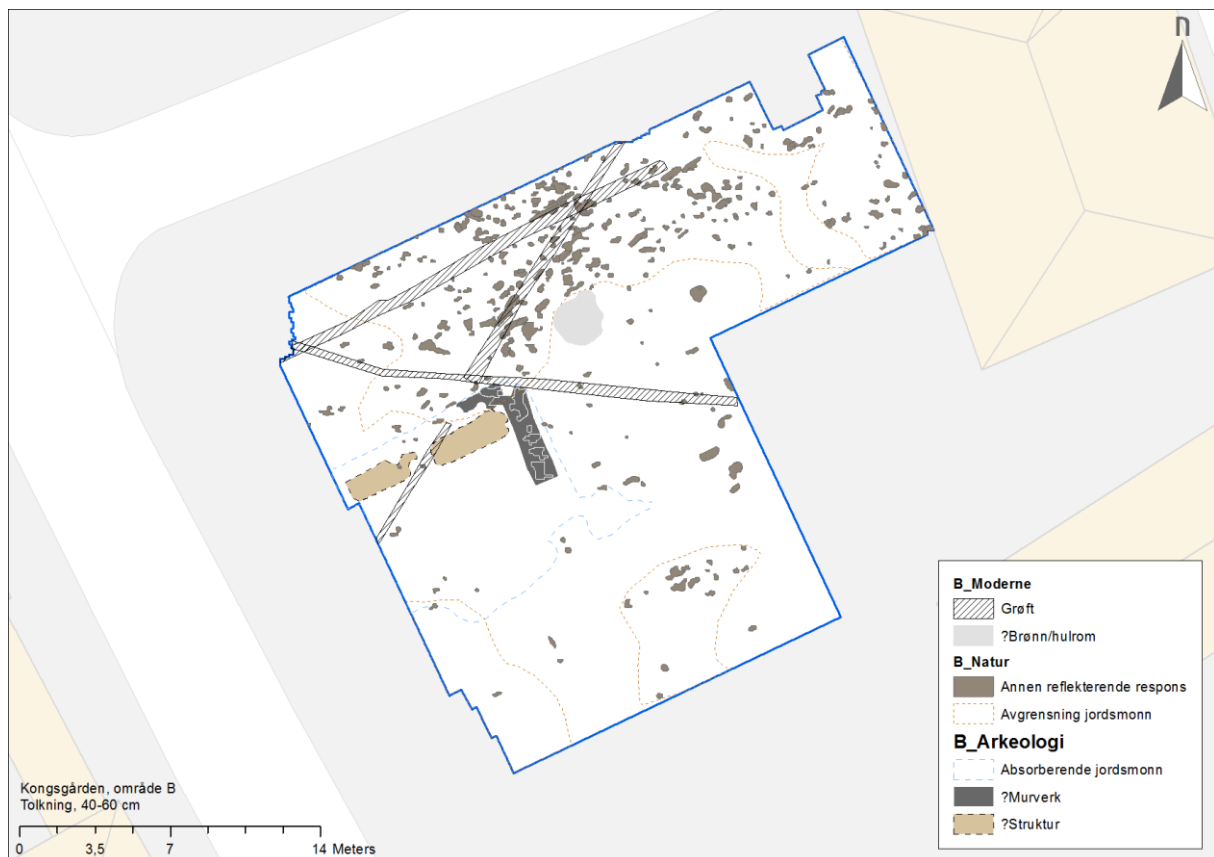 n
B_Moderne
Grøft
?Brønn/hulrom
B_Natur
Annen reflekterende respons
Avgrensning jordsmonn
B_Arkeologi
Absorberende jordsmonn
?Murverk
?Struktur
Kongsgården, område B
Tolkning, 40-60 cm
0 3,5 7 14 Meters